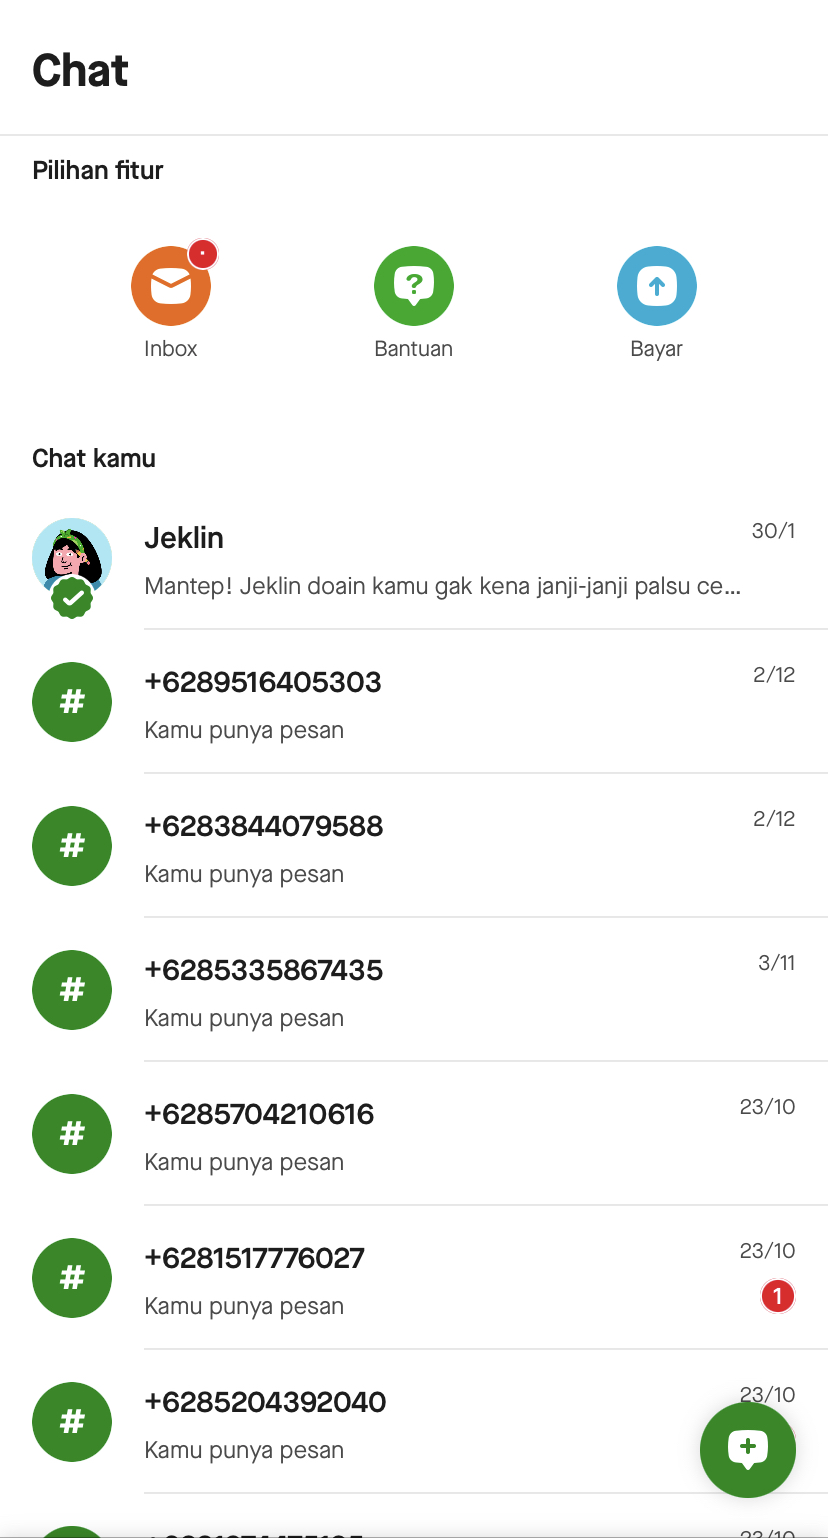 Chat
Pilihan fitur
Inbox
Bantuan
Bayar
Chat kamu
Jeklin
30/1
Mantep! Jeklin doain kamu gak kena janji-janji palsu ce...
#
+6289516405303
2/12
Kamu punya pesan
#
+6283844079588
2/12
Kamu punya pesan
#
+6285335867435
3/11
Kamu punya pesan
#
+6285704210616
23/10
Kamu punya pesan
#
+6281517776027
23/10
Kamu punya pesan
1
#
+6285204392040
23/10
Kamu punya pesan